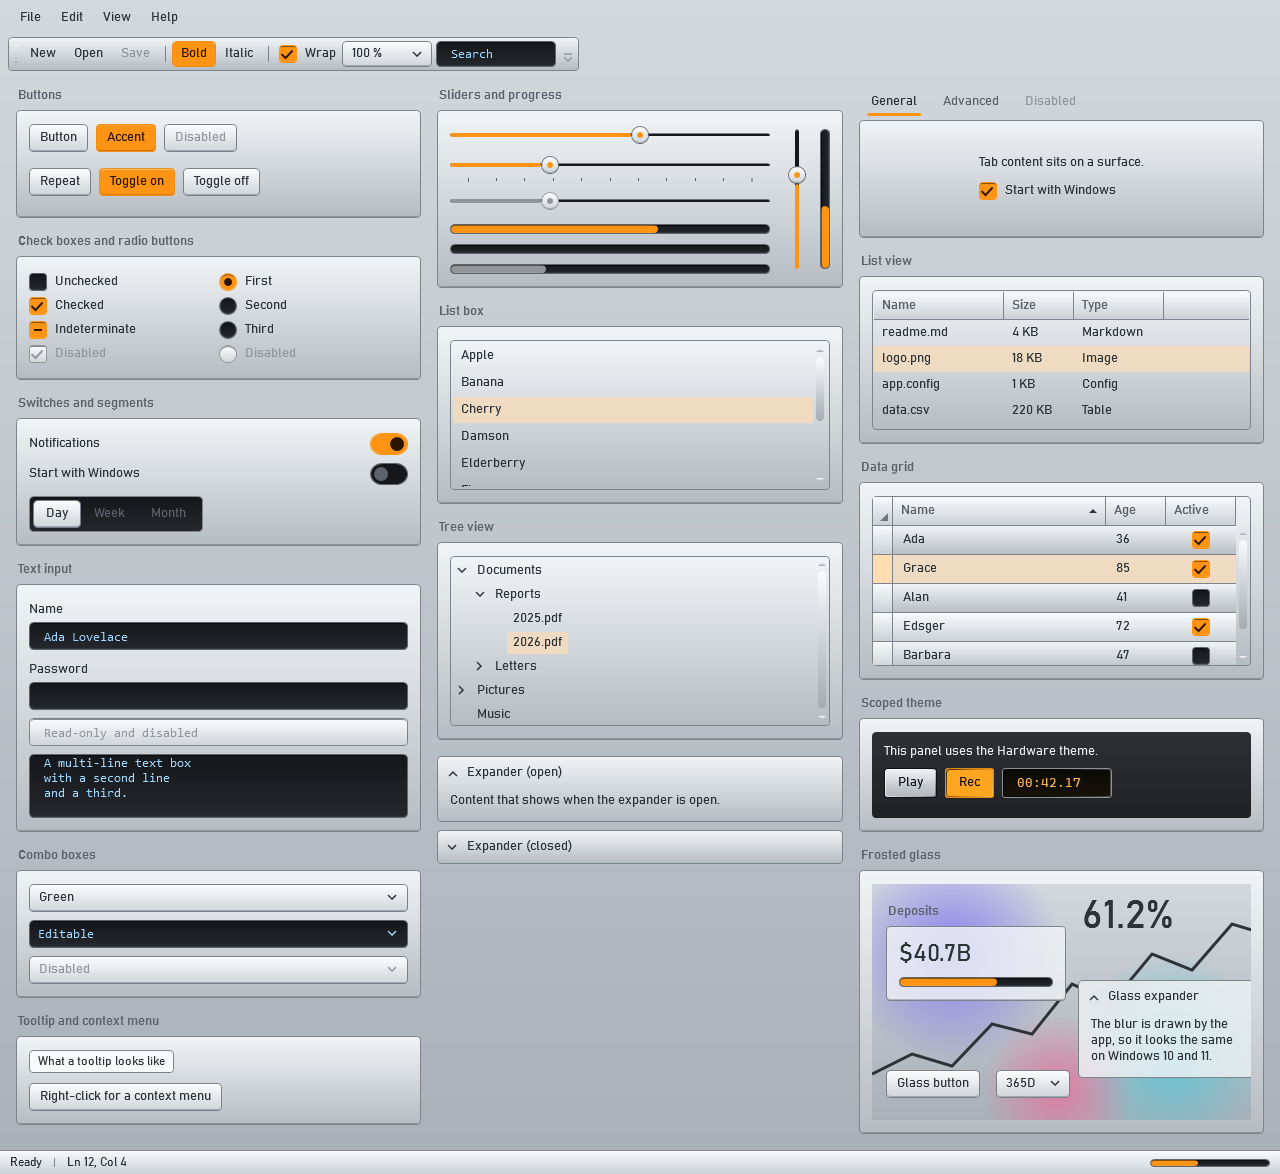 File Edit View Help
New Open Save Bold Italic Wrap 100 % Search
Buttons
Button Accent Disabled
Repeat Toggle on Toggle off
Check boxes and radio buttons
Unchecked First
Checked Second
Indeterminate Third
Disabled Disabled
Switches and segments
Notifications
Start with Windows
Day Week Month
Text input
Name
Ada Lovelace
Password
Read-only and disabled
A multi-line text box
with a second line
and a third.
Combo boxes
Green
Editable
Disabled
Tooltip and context menu
What a tooltip looks like
Right-click for a context menu
Sliders and progress
List box
Apple
Banana
Cherry
Damson
Elderberry
Tree view
Documents
Reports
2025.pdf
2026.pdf
Letters
Pictures
Music
Expander (open)
Content that shows when the expander is open.
Expander (closed)
General Advanced Disabled
Tab content sits on a surface.
Start with Windows
List view
Name Size Type
readme.md 4 KB Markdown
logo.png 18 KB Image
app.config 1 KB Config
data.csv 220 KB Table
Data grid
Name Age Active
Ada 36
Grace 85
Alan 41
Edsger 72
Barbara 47
Scoped theme
This panel uses the Hardware theme.
Play Rec 00:42.17
Frosted glass
Deposits
61.2%
$40.7B
Glass expander
The blur is drawn by the
app, so it looks the same
on Windows 10 and 11.
Glass button 365D
Ready Ln 12, Col 4